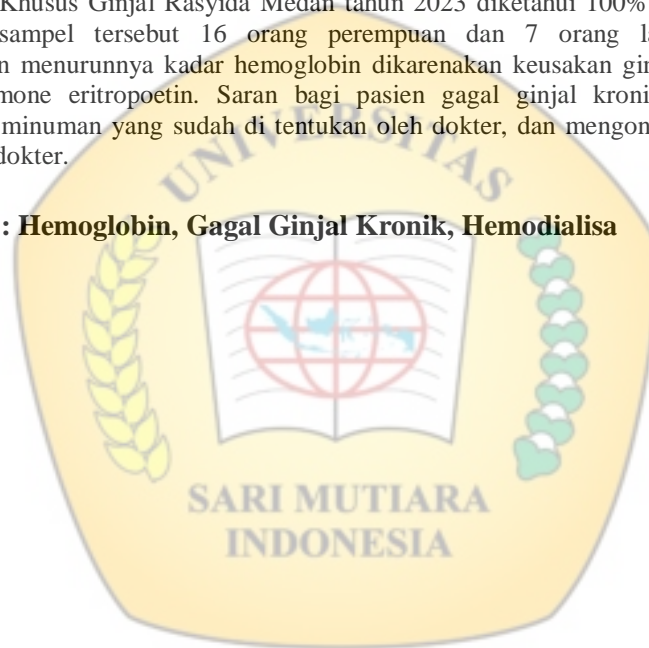 Khusus Ginjal Rasyida Medan tahun 2023 diketahui 100%
sampel tersebut 16 orang perempuan dan 7 orang la
n menurunnya kadar hemoglobin dikarenakan keusakan gin
mone eritropoetin. Saran bagi pasien gagal ginjal kroni
minuman yang sudah di tentukan oleh dokter, dan mengon
dokter.
: Hemoglobin, Gagal Ginjal Kronik, Hemodialisa
UNIVERSITAS
SARI MUTIARA
INDONESIA